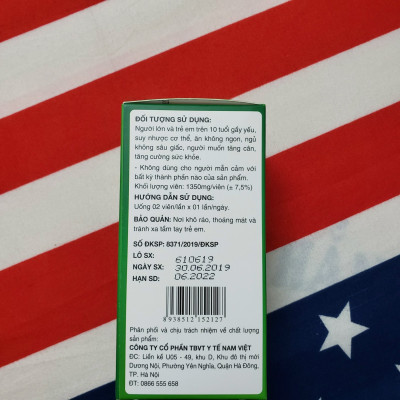 ĐỐI TƯỢNG SỬ DỤNG:
Người lớn và trẻ em trên 10 tuổi gầy yếu,
suy nhược cơ thể, ăn không ngon, ngủ
không sâu giấc, người muốn tăng cân,
tăng cường sức khỏe.
- Không dùng cho người mẫn cảm với
bất kỳ thành phần nào của sản phẩm.
Khối lượng viên: 1350mg/viên (± 7,5%)
HƯỚNG DẪN SỬ DỤNG:
Uống 02 viên/lần x 01 lần/ngày.
BẢO QUẢN: Nơi khô ráo, thoáng mát và
tránh xa tầm tay trẻ em.
SỐ ĐKSP: 8371/2019/ĐKSP
LÔ SX: 610619
NGÀY SX: 30.06.2019
HẠN SD: 06.2022
8938512 152127
Phân phối và chịu trách nhiệm về chất lượng
sản phẩm:
CÔNG TY CỔ PHẦN TBVT Y TẾ NAM VIỆT
ĐC: Liền kề U05 - 49, khu D, Khu đô thị mới
Dương Nội, Phường Yên Nghĩa, Quận Hà Đông,
TP. Hà Nội
ĐT: 0866 555 658